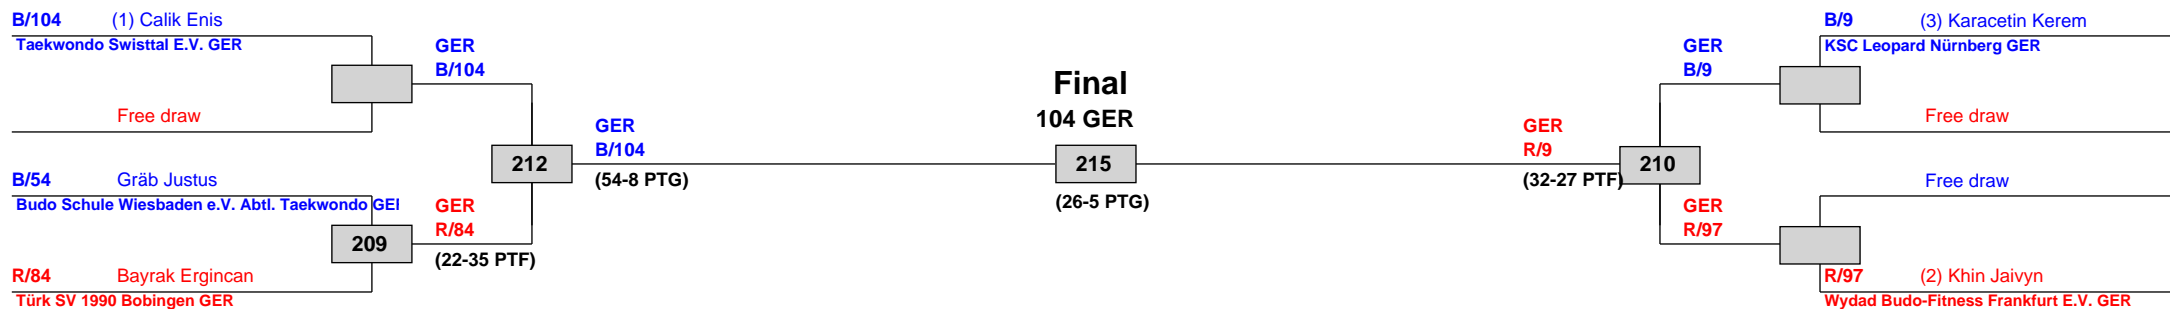 B/104 (1) Calik Enis
Taekwondo Swisttal E.V. GER
Free draw
GER
B/104
B/54 Gräb Justus
Budo Schule Wiesbaden e.V. Abtl. Taekwondo GEI
209
R/84 Bayrak Ergincan
Türk SV 1990 Bobingen GER
GER
R/84
(22-35 PTF)
212
GER
B/104
(54-8 PTG)
Final
104 GER
215
(26-5 PTG)
GER
R/9
(32-27 PTF)
210
GER
B/9
GER
R/97
B/9 (3) Karacetin Kerem
KSC Leopard Nürnberg GER
Free draw
Free draw
R/97 (2) Khin Jaivyn
Wydad Budo-Fitness Frankfurt E.V. GER